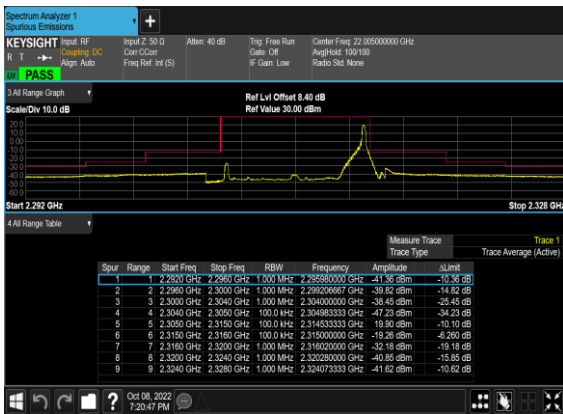 Spectrum Analyzer 1
Spurious Emissions
KEYSIGHT Input: RF Input Z: 50 Ω Atten: 40 dB Trig: Free Run Center Freq: 22.005000000 GHz
R T Coupling: DC Corr CCorr Gate: Off Avg|Hold: 100/100
Align: Auto Freq Ref: Int (S) IF Gain: Low Radio Std: None
PASS
3 All Range Graph
Ref Lvl Offset 8.40 dB
Scale/Div 10.0 dB Ref Value 30.00 dBm
20.0
10.0
0.00
-10.0
-20.0
-30.0
-40.0
-50.0
-60.0
Start 2.292 GHz Stop 2.328 GHz
4 All Range Table
Measure Trace Trace 1
Trace Type Trace Average (Active)
Spur Range Start Freq Stop Freq RBW Frequency Amplitude ΔLimit
1 1 2.2920 GHz 2.2960 GHz 1.000 MHz 2.295980000 GHz -41.36 dBm -10.36 dB
2 2 2.2960 GHz 2.3000 GHz 1.000 MHz 2.299206667 GHz -39.82 dBm -14.82 dB
3 3 2.3000 GHz 2.3040 GHz 1.000 MHz 2.304000000 GHz -38.45 dBm -25.45 dB
4 4 2.3040 GHz 2.3050 GHz 100.0 kHz 2.304983333 GHz -47.23 dBm -34.23 dB
5 5 2.3050 GHz 2.3150 GHz 100.0 kHz 2.314533333 GHz 19.90 dBm -10.10 dB
6 6 2.3150 GHz 2.3160 GHz 100.0 kHz 2.315000000 GHz -19.26 dBm -6.260 dB
7 7 2.3160 GHz 2.3200 GHz 1.000 MHz 2.316020000 GHz -32.18 dBm -19.18 dB
8 8 2.3200 GHz 2.3240 GHz 1.000 MHz 2.320280000 GHz -40.85 dBm -15.85 dB
9 9 2.3240 GHz 2.3280 GHz 1.000 MHz 2.324073333 GHz -41.62 dBm -10.62 dB
Oct 08, 2022
7:20:47 PM